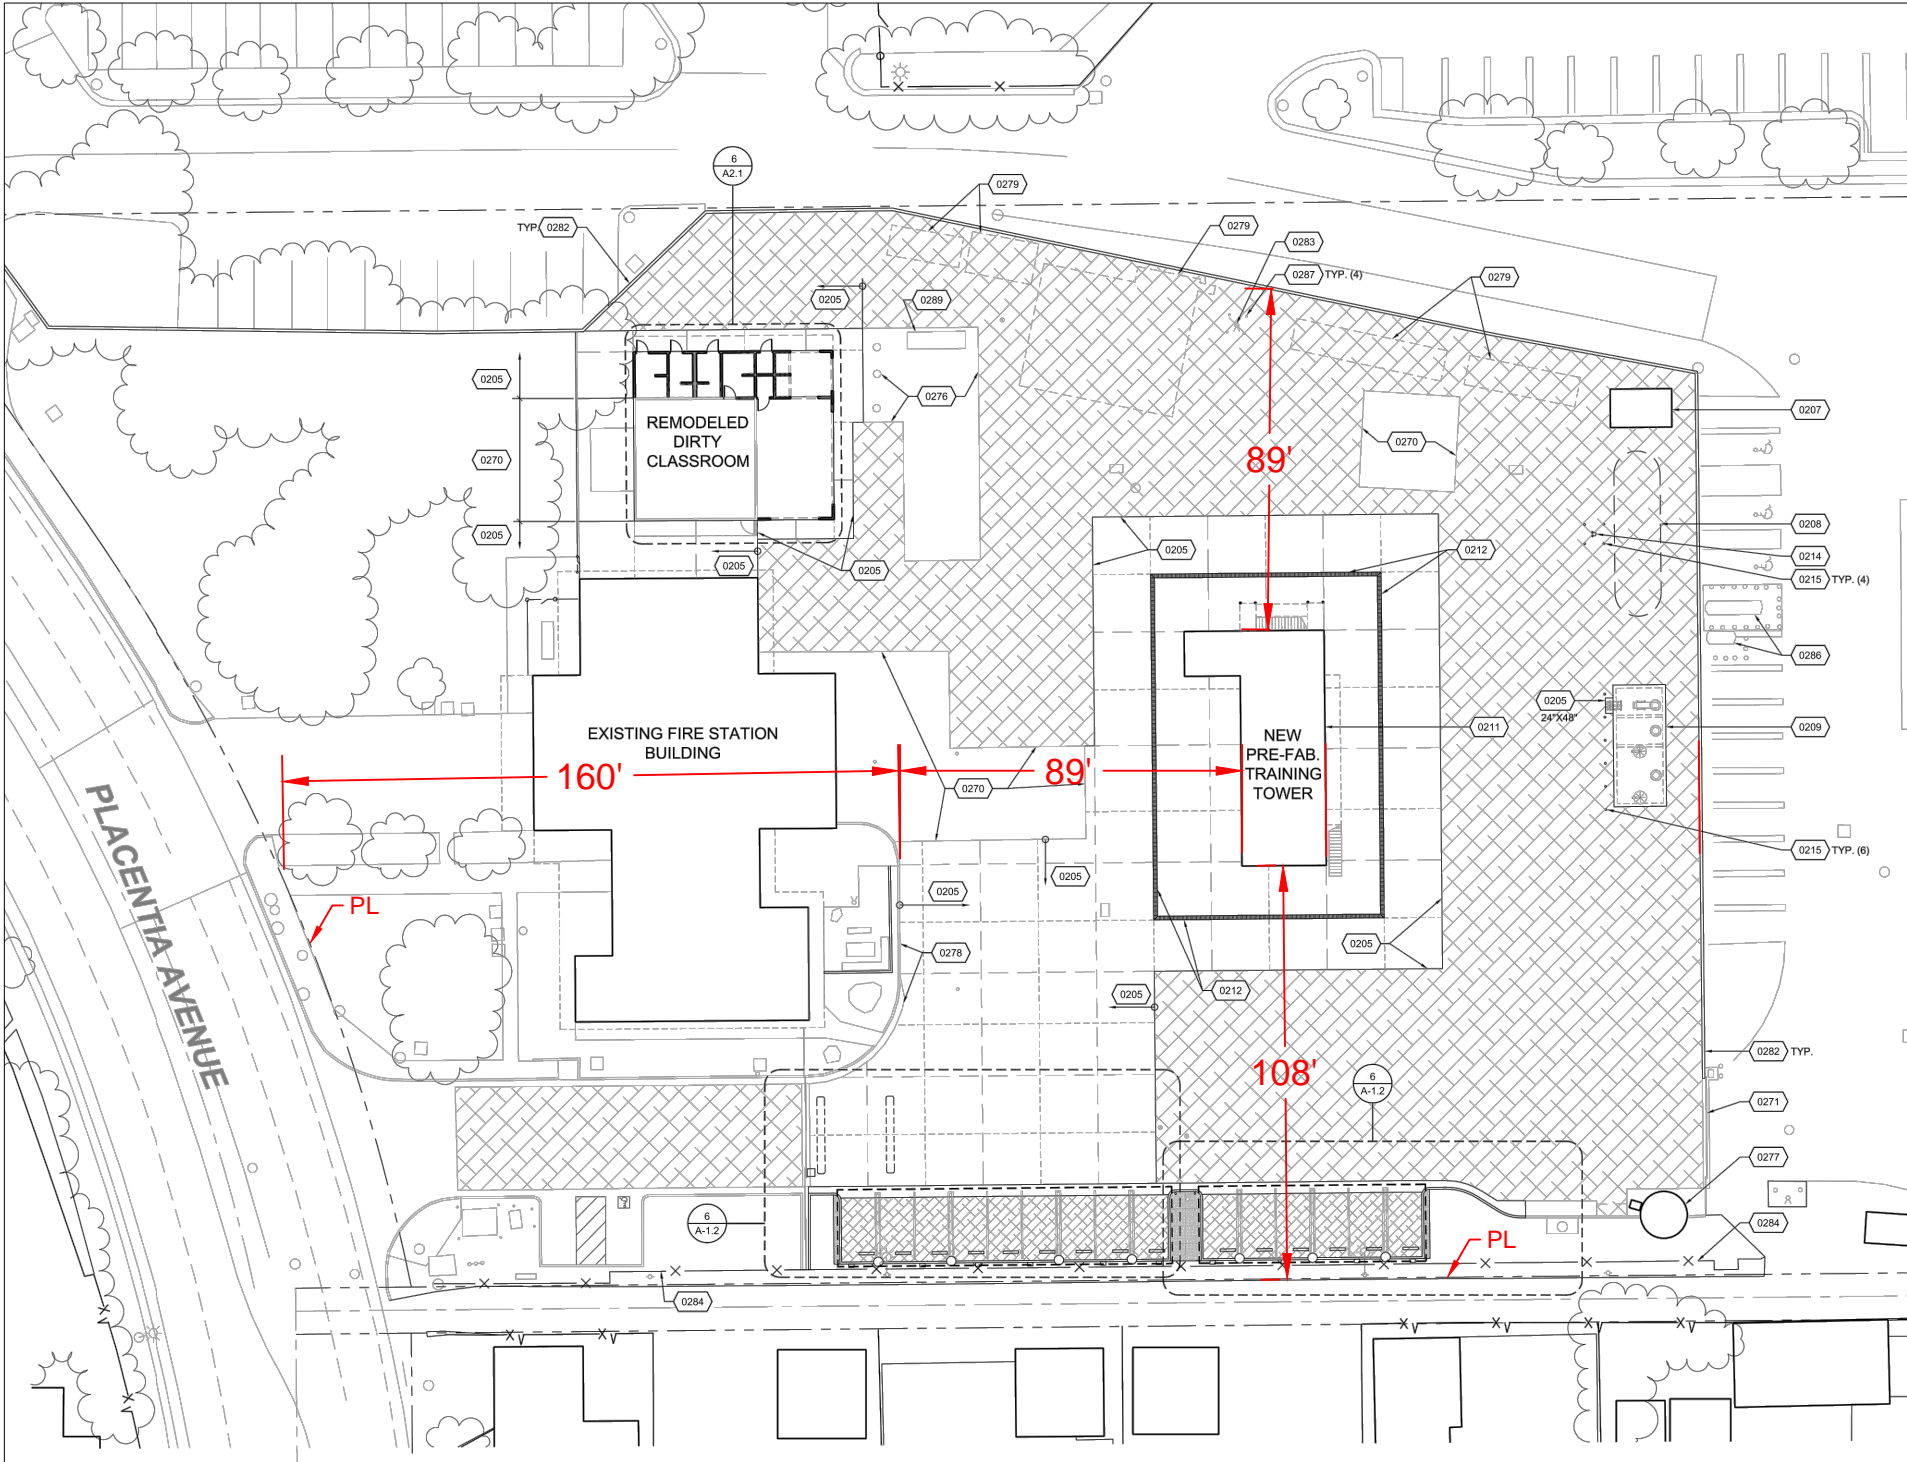 6
A2.1
0279
TYP. 0282
0279
0283
0287 TYP. (4)
0279
0205
0289
0205
0276
0207
REMODELED
DIRTY
CLASSROOM
0270
89'
0270
0205
0205
0205
0205
0212
0208
0214
0215 TYP. (4)
0286
0205
24"X48"
0211
0209
EXISTING FIRE STATION
BUILDING
NEW
PRE-FAB.
TRAINING
TOWER
160'
89'
0270
PLACENTIA AVENUE
0215 TYP. (6)
0205
0205
PL
0278
0205
0205
0212
0282 TYP.
108'
6
A-1.2
0271
0277
6
A-1.2
0284
PL
0284